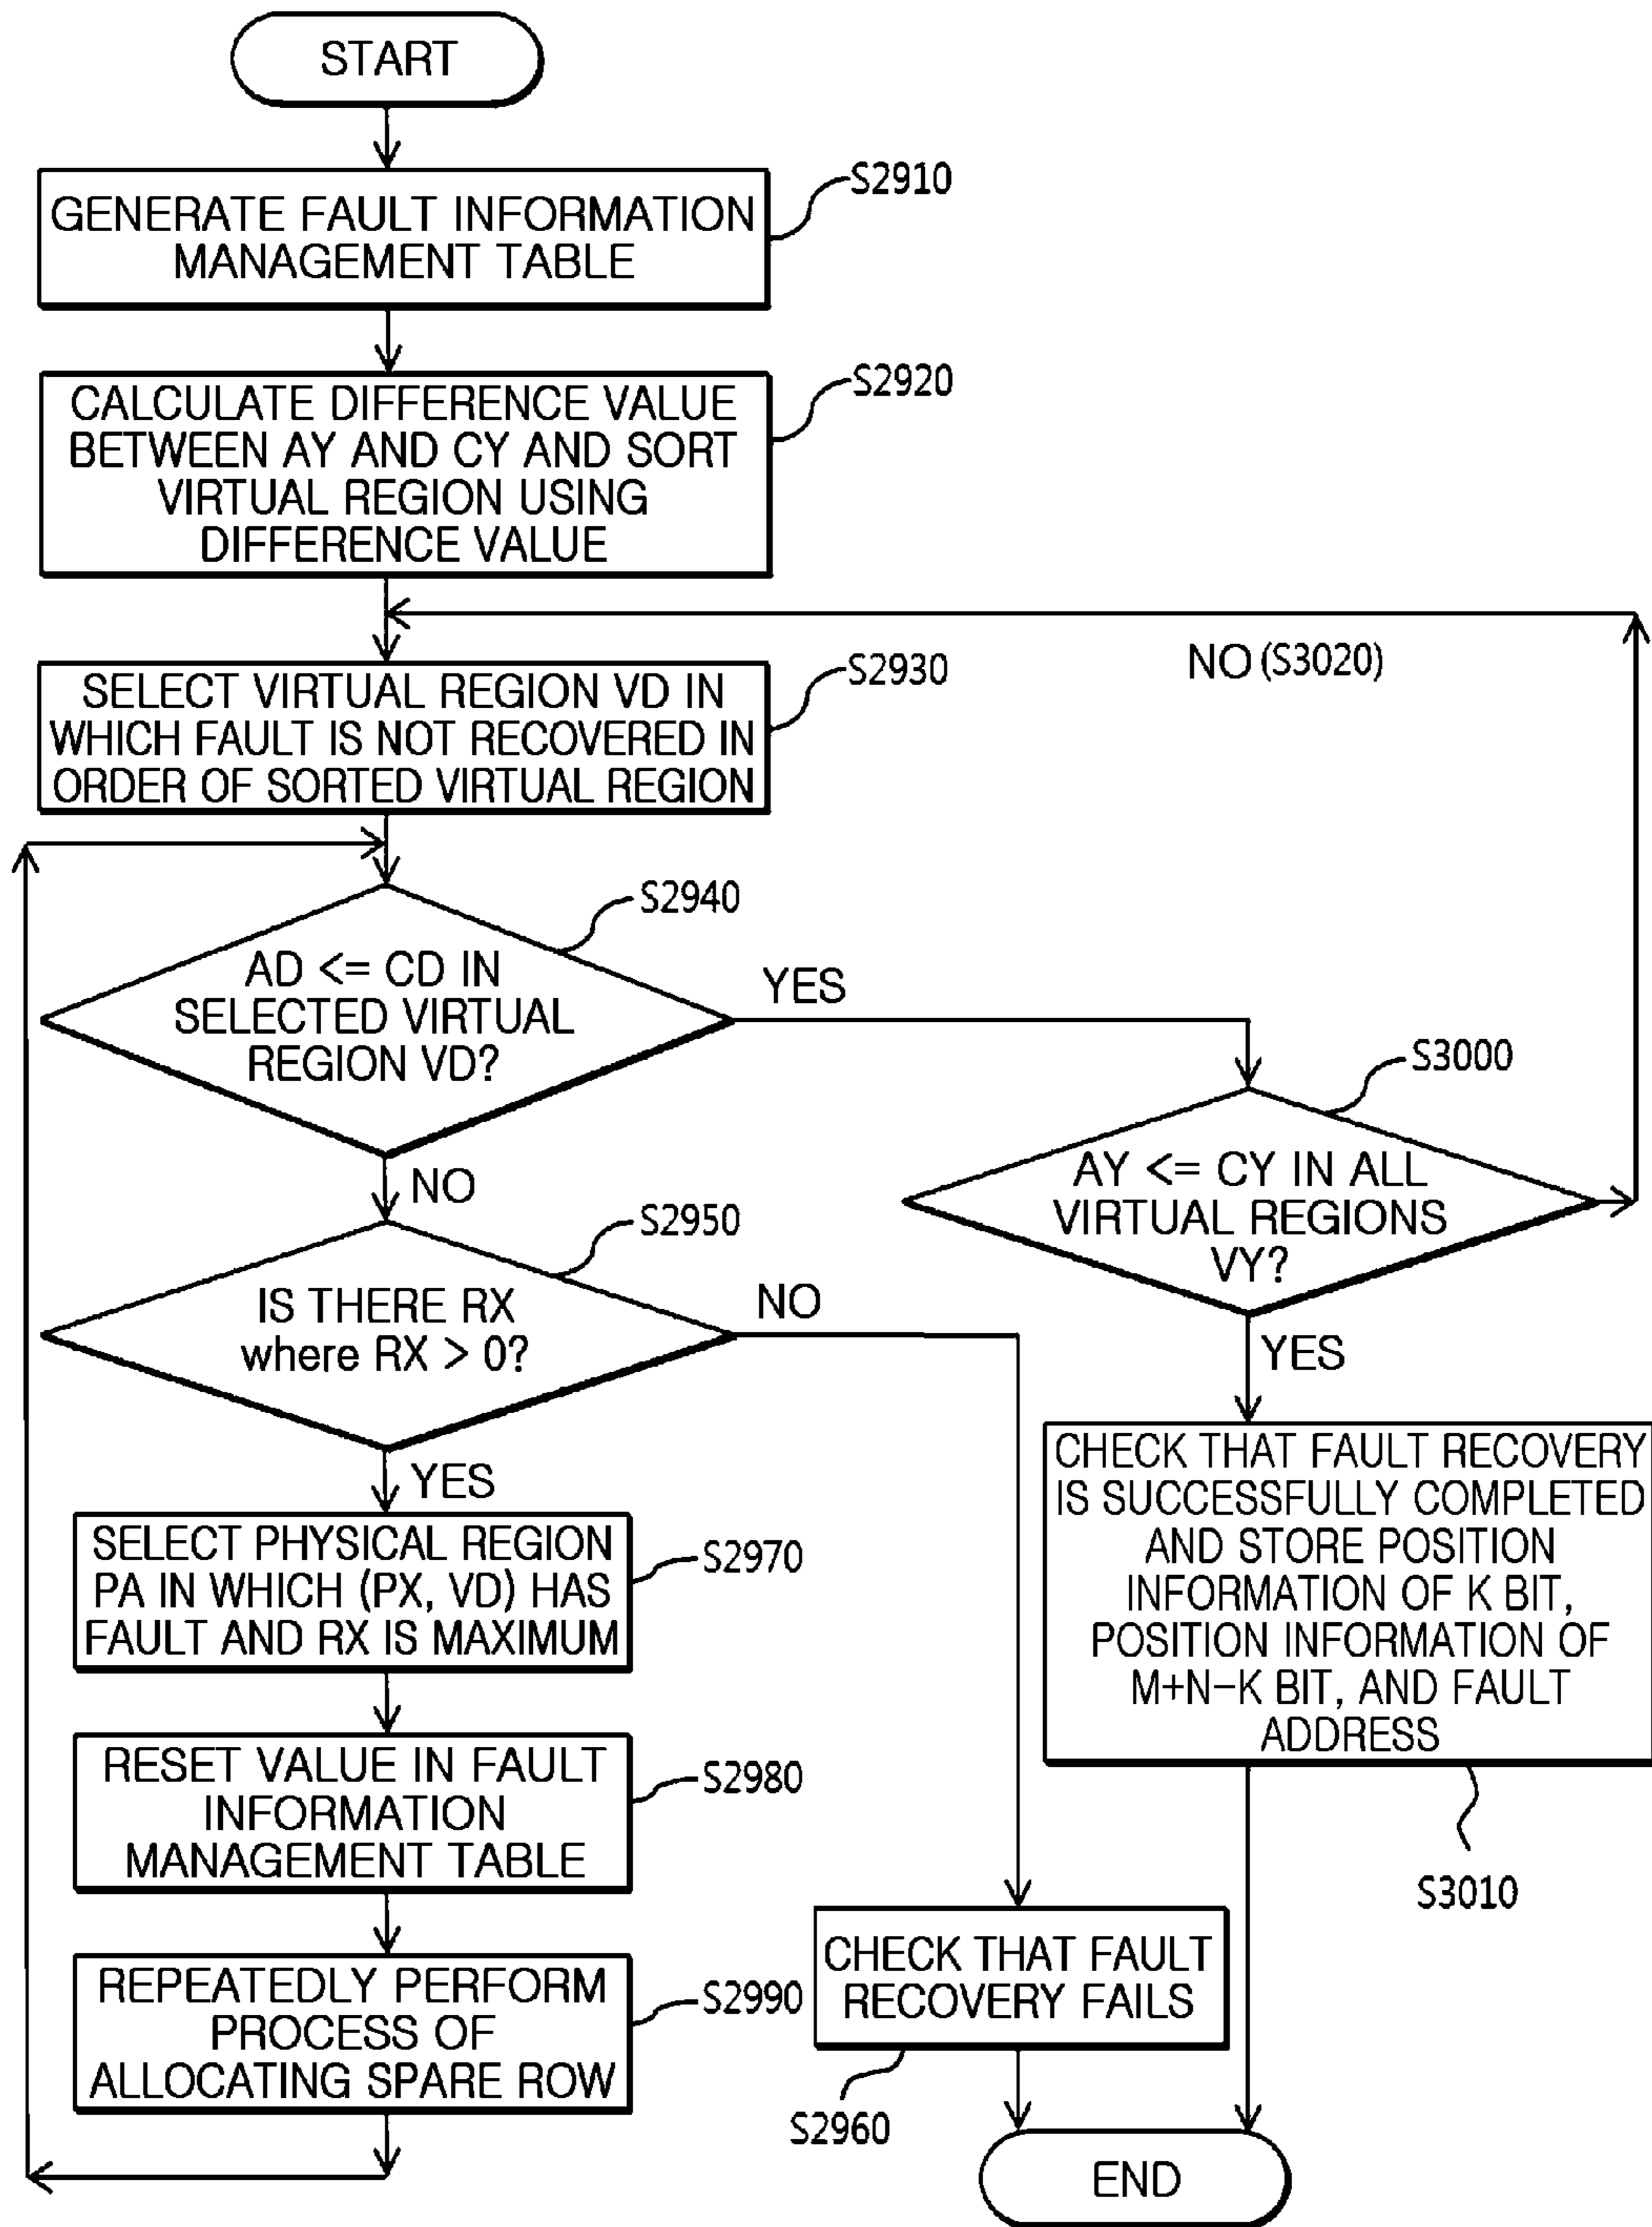 START
S2910
GENERATE FAULT INFORMATION
MANAGEMENT TABLE
S2920
CALCULATE DIFFERENCE VALUE
BETWEEN AY AND CY AND SORT
VIRTUAL REGION USING
DIFFERENCE VALUE
NO (S3020)
S2930
SELECT VIRTUAL REGION VD IN
WHICH FAULT IS NOT RECOVERED IN
ORDER OF SORTED VIRTUAL REGION
S2940
AD <= CD IN
SELECTED VIRTUAL
REGION VD?
YES
NO
S3000
AY <= CY IN ALL
VIRTUAL REGIONS
VY?
YES
S2950
IS THERE RX
where RX > 0?
NO
YES
CHECK THAT FAULT RECOVERY
IS SUCCESSFULLY COMPLETED
AND STORE POSITION
INFORMATION OF K BIT,
POSITION INFORMATION OF
M+N-K BIT, AND FAULT
ADDRESS
S3010
SELECT PHYSICAL REGION
PA IN WHICH (PX, VD) HAS
FAULT AND RX IS MAXIMUM
S2970
RESET VALUE IN FAULT
INFORMATION
MANAGEMENT TABLE
S2980
REPEATEDLY PERFORM
PROCESS OF
ALLOCATING SPARE ROW
S2990
CHECK THAT FAULT
RECOVERY FAILS
S2960
END